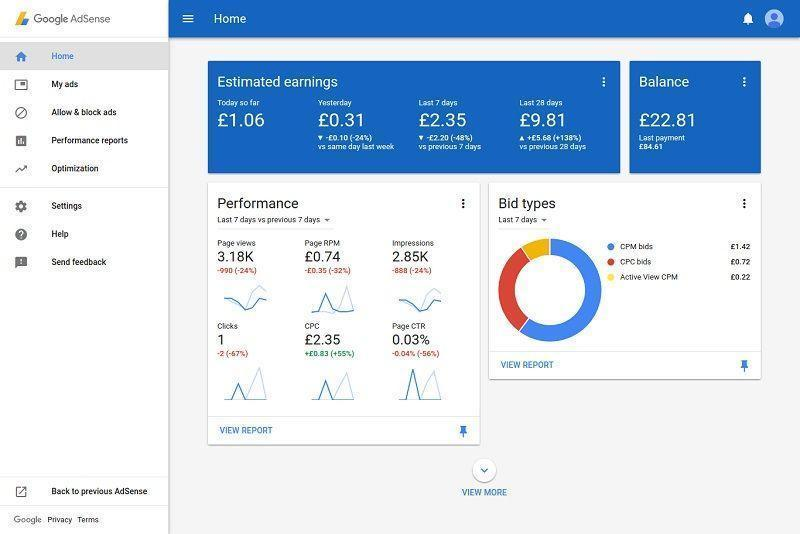 Google AdSense
Home
Home
My ads
Allow & block ads
Performance reports
Optimization
Settings
Help
Send feedback
Back to previous AdSense
Google Privacy Terms
Estimated earnings
Today so far
£1.06
Yesterday
£0.31
▼ -£0.10 (-24%)
vs same day last week
Last 7 days
£2.35
▼ -£2.20 (-48%)
vs previous 7 days
Last 28 days
£9.81
▲ +£5.68 (+138%)
vs previous 28 days
Balance
£22.81
Last payment
£84.61
Performance
Last 7 days vs previous 7 days
Page views
3.18K
-990 (-24%)
Page RPM
£0.74
-£0.35 (-32%)
Impressions
2.85K
-888 (-24%)
Clicks
1
-2 (-67%)
CPC
£2.35
+£0.83 (+55%)
Page CTR
0.03%
-0.04% (-56%)
VIEW REPORT
Bid types
Last 7 days
CPM bids £1.42
CPC bids £0.72
Active View CPM £0.22
VIEW REPORT
VIEW MORE